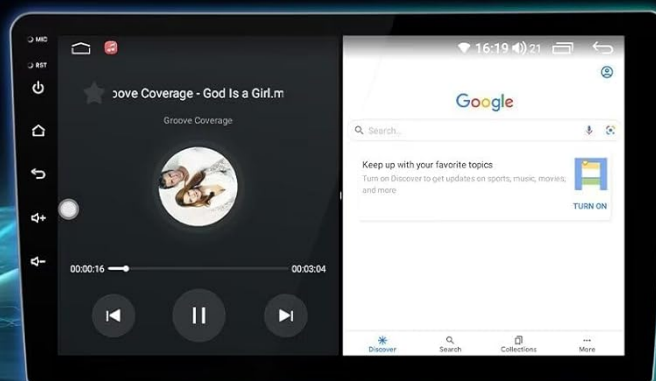 MIC
RST
16:19 21
ove Coverage - God Is a Girl.m
Groove Coverage
00:00:16
00:03:04
Google
Search..
Keep up with your favorite topics
Turn on Discover to get updates on sports, music, movies,
and more
TURN ON
Discover
Search
Collections
More